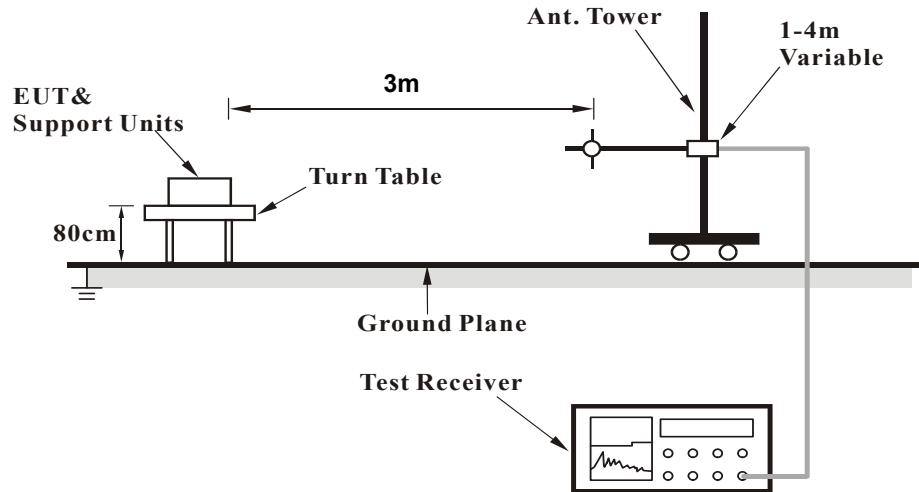 Ant. Tower
1-4m
Variable
3m
EUT&
Support Units
Turn Table
80cm
Ground Plane
Test Receiver